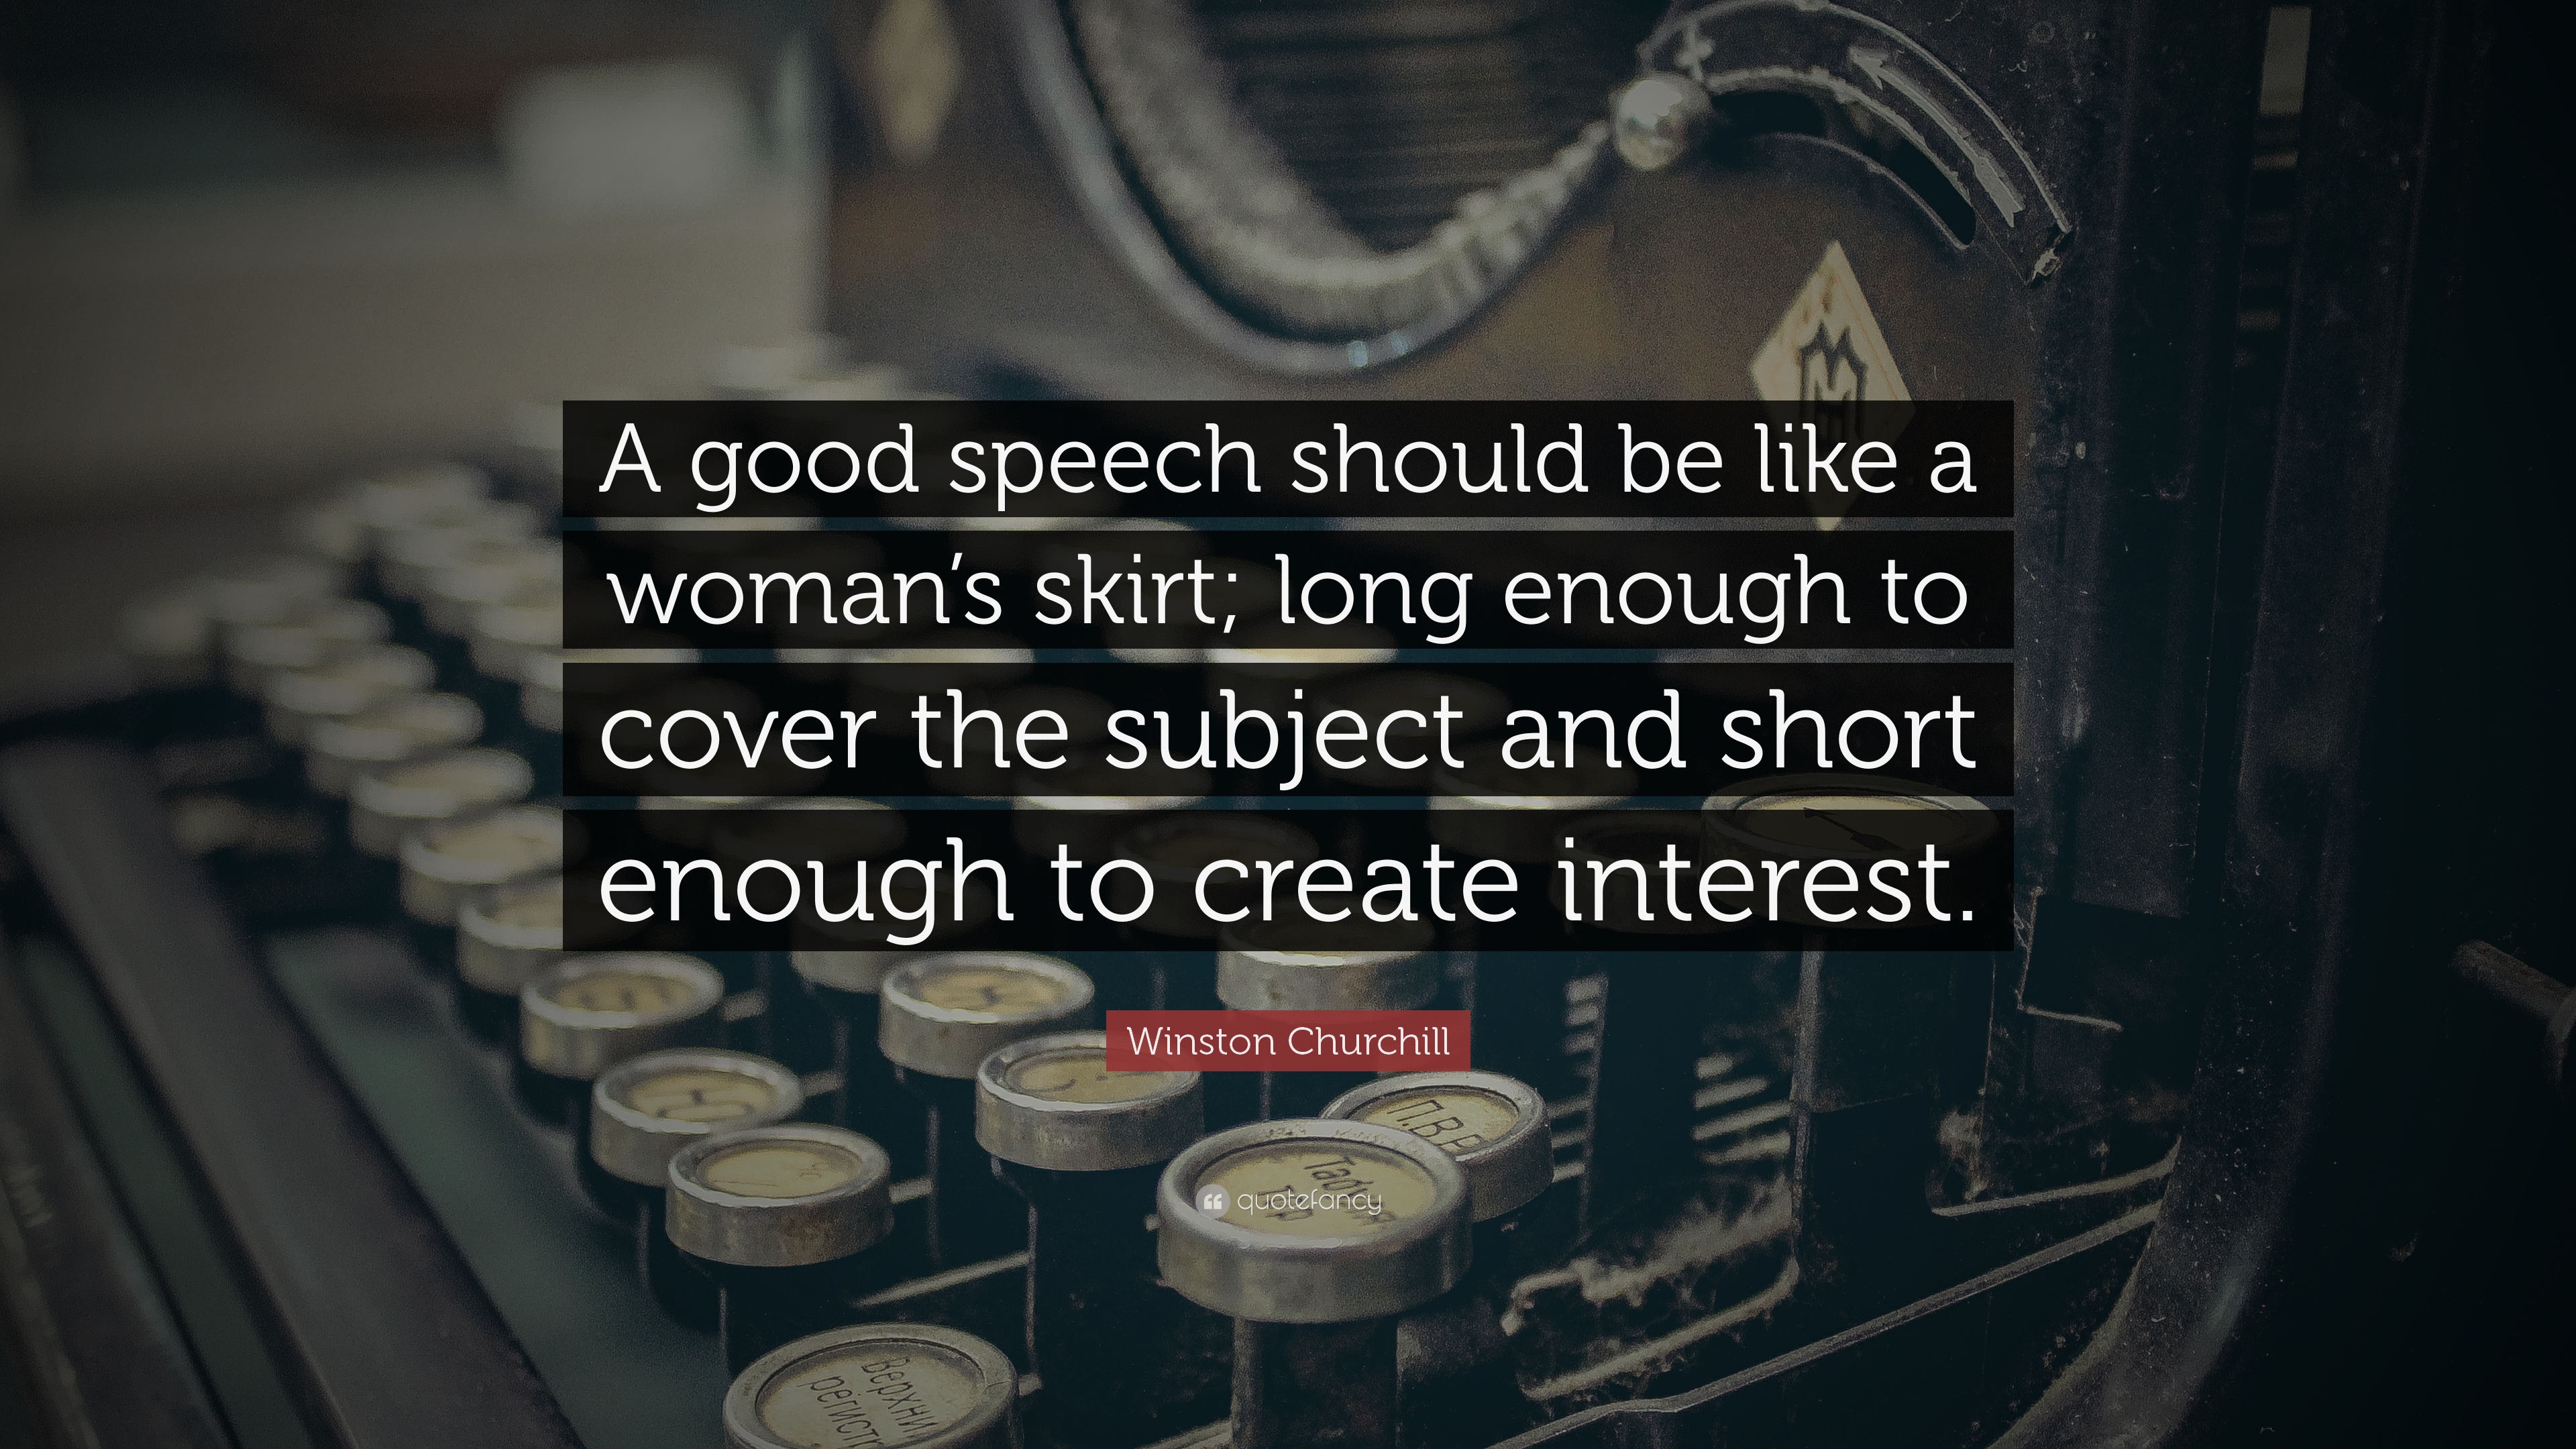 A good speech should be like a
woman’s skirt; long enough to
cover the subject and short
enough to create interest.
Winston Churchill
Ю
П.В.Р
quotefancy